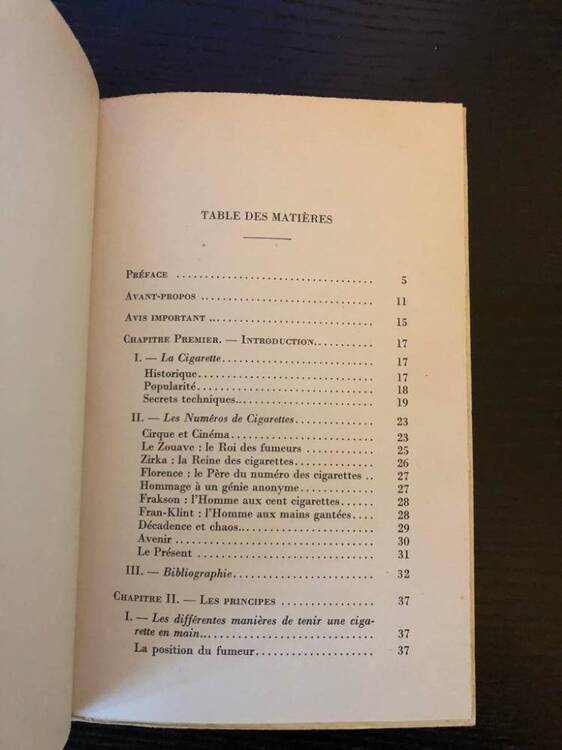 TABLE DES MATIÈRES
PRÉFACE .......... 5
AVANT-PROPOS .......... 11
AVIS IMPORTANT .......... 15
CHAPITRE PREMIER. — INTRODUCTION.......... 17
I. — La Cigarette.......... 17
Historique.......... 17
Popularité.......... 18
Secrets techniques.......... 19
II. — Les Numéros de Cigarettes.......... 23
Cirque et Cinéma.......... 23
Le Zouave : le Roi des fumeurs .......... 25
Zirka : la Reine des cigarettes.......... 26
Florence : le Père du numéro des cigarettes .. 27
Hommage à un génie anonyme.......... 27
Frakson : l'Homme aux cent cigarettes.......... 28
Fran-Klint : l'Homme aux mains gantées.... 28
Décadence et chaos.......... 29
Avenir .......... 30
Le Présent .......... 31
III. — Bibliographie.......... 32
CHAPITRE II. — LES PRINCIPES .......... 37
I. — Les différentes manières de tenir une ciga
rette en main.......... 37
La position du fumeur.......... 37